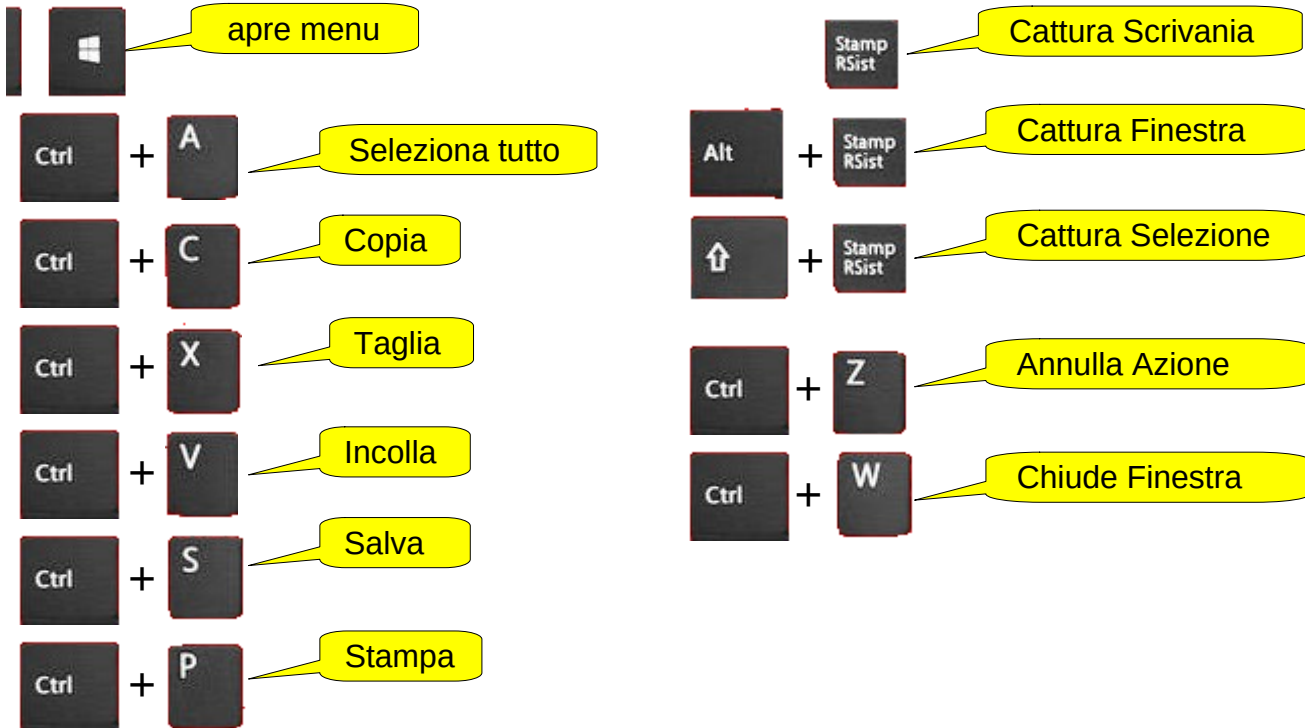 apre menu
Ctrl + A Seleziona tutto
Ctrl + C Copia
Ctrl + X Taglia
Ctrl + V Incolla
Ctrl + S Salva
Ctrl + P Stampa
Stamp
RSist
Cattura Scrivania
Alt + Stamp
RSist
Cattura Finestra
+ Stamp
RSist
Cattura Selezione
Ctrl + Z Annulla Azione
Ctrl + W Chiude Finestra